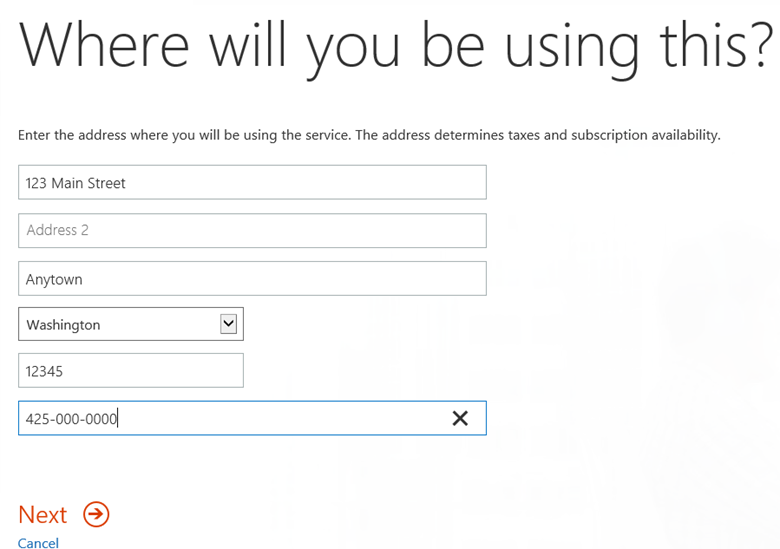 Where will you be using this?
Enter the address where you will be using the service. The address determines taxes and subscription availability.
123 Main Street
Address 2
Anytown
Washington
12345
425-000-0000
Next
Cancel